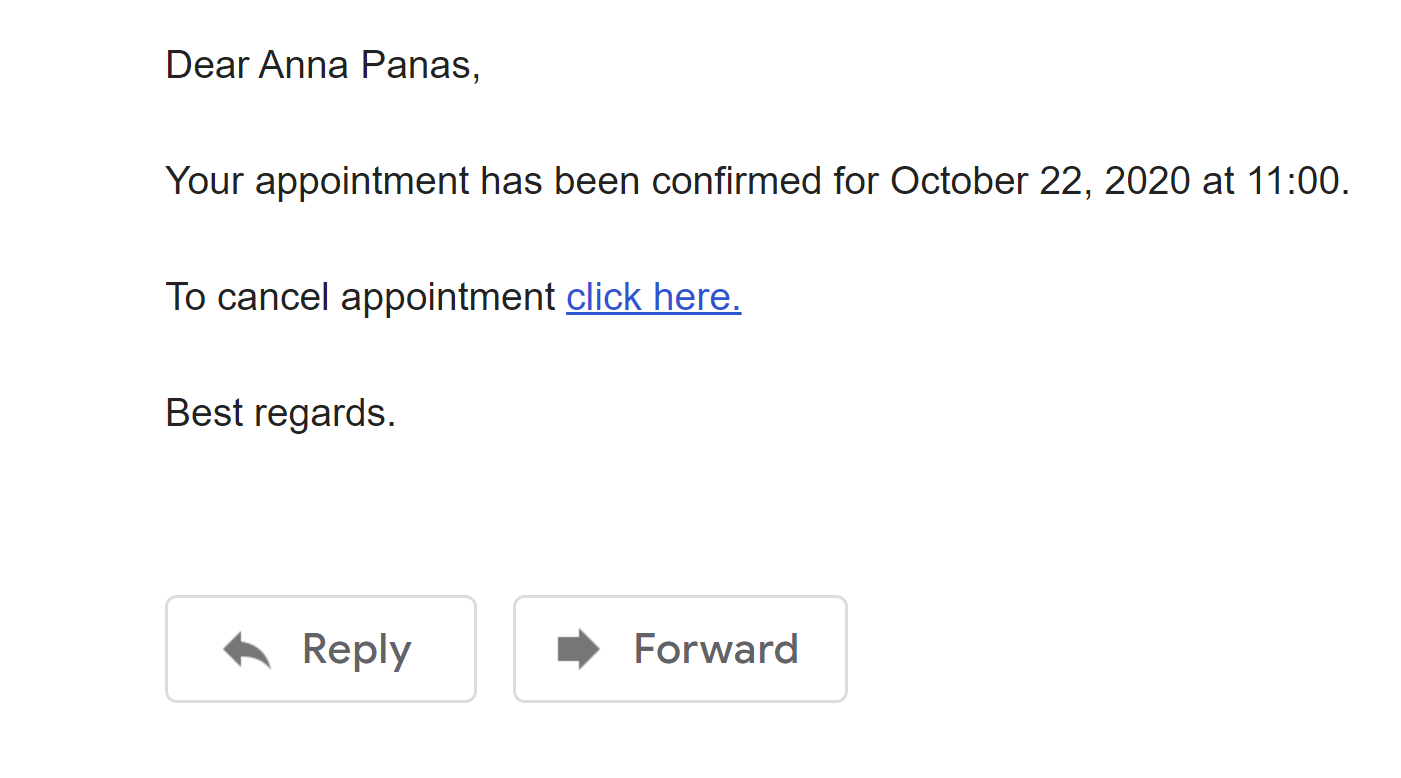 Dear Anna Panas,
Your appointment has been confirmed for October 22, 2020 at 11:00.
To cancel appointment click here.
Best regards.
Reply
Forward